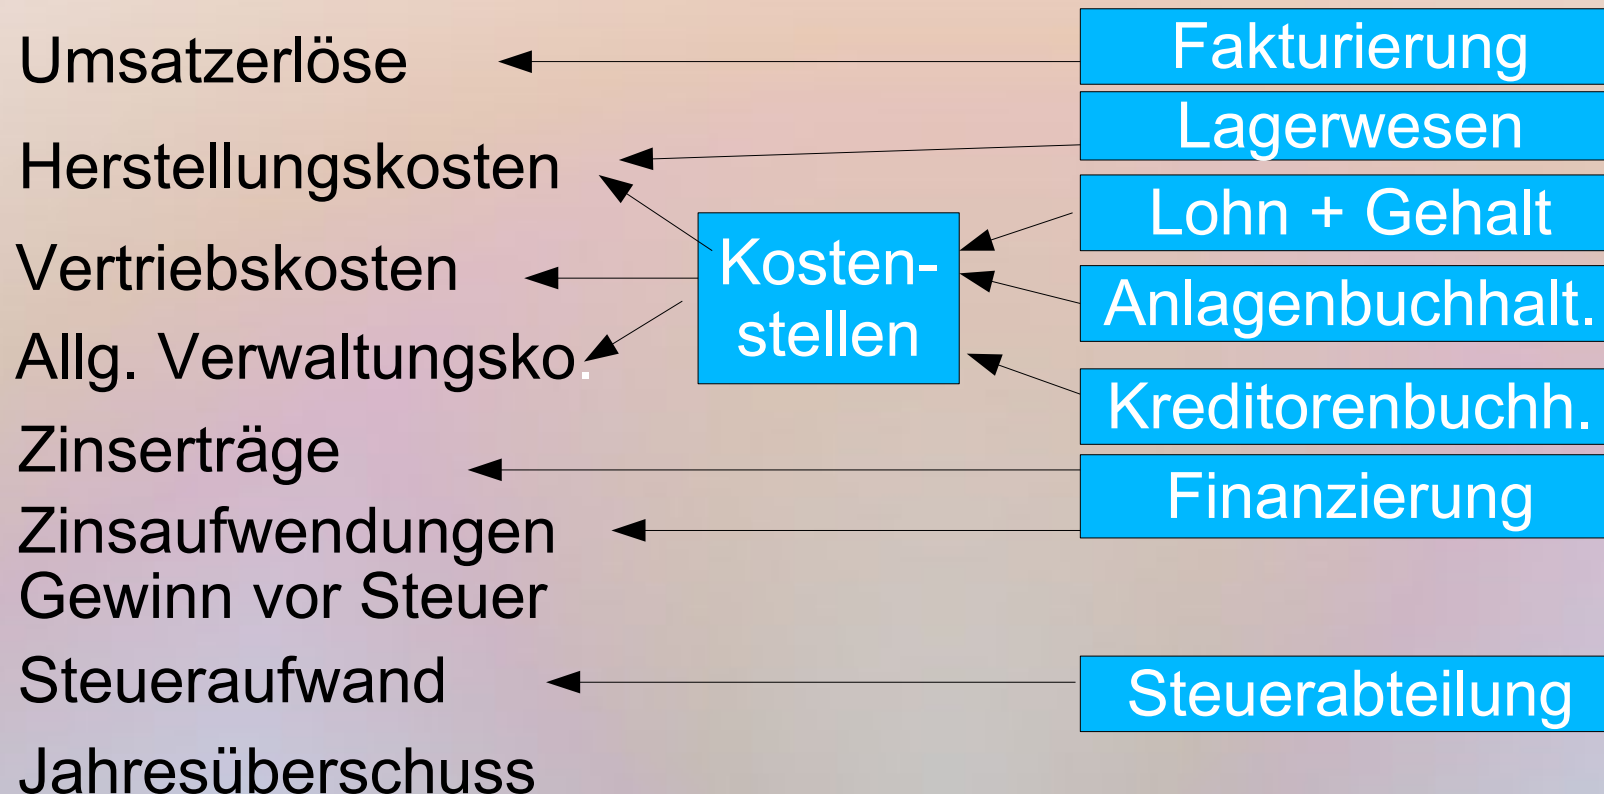 Umsatzerlöse
Herstellungskosten
Vertriebskosten
Allg. Verwaltungsko.
Zinserträge
Zinsaufwendungen
Gewinn vor Steuer
Steueraufwand
Jahresüberschuss
Kosten-
stellen
Fakturierung
Lagerwesen
Lohn + Gehalt
Anlagenbuchhalt.
Kreditorenbuchh.
Finanzierung
Steuerabteilung